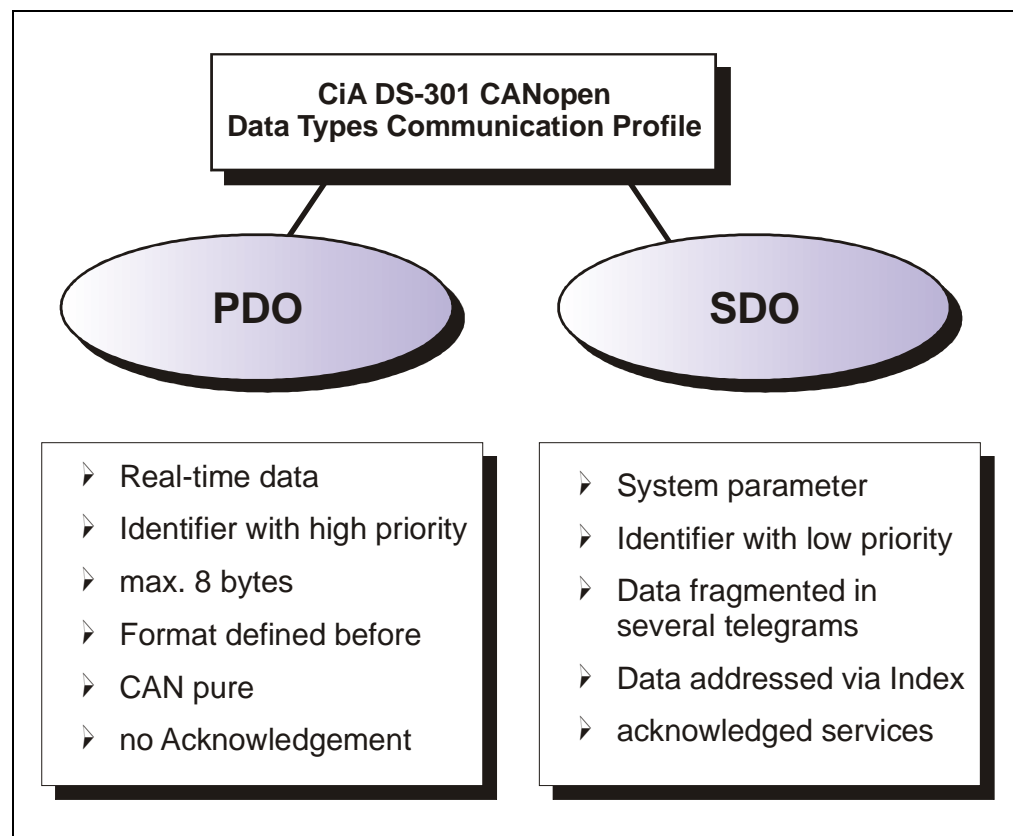 CiA DS-301 CANopen
Data Types Communication Profile
PDO
SDO
Real-time data
Identifier with high priority
max. 8 bytes
Format defined before
CAN pure
no Acknowledgement
System parameter
Identifier with low priority
Data fragmented in
several telegrams
Data addressed via Index
acknowledged services